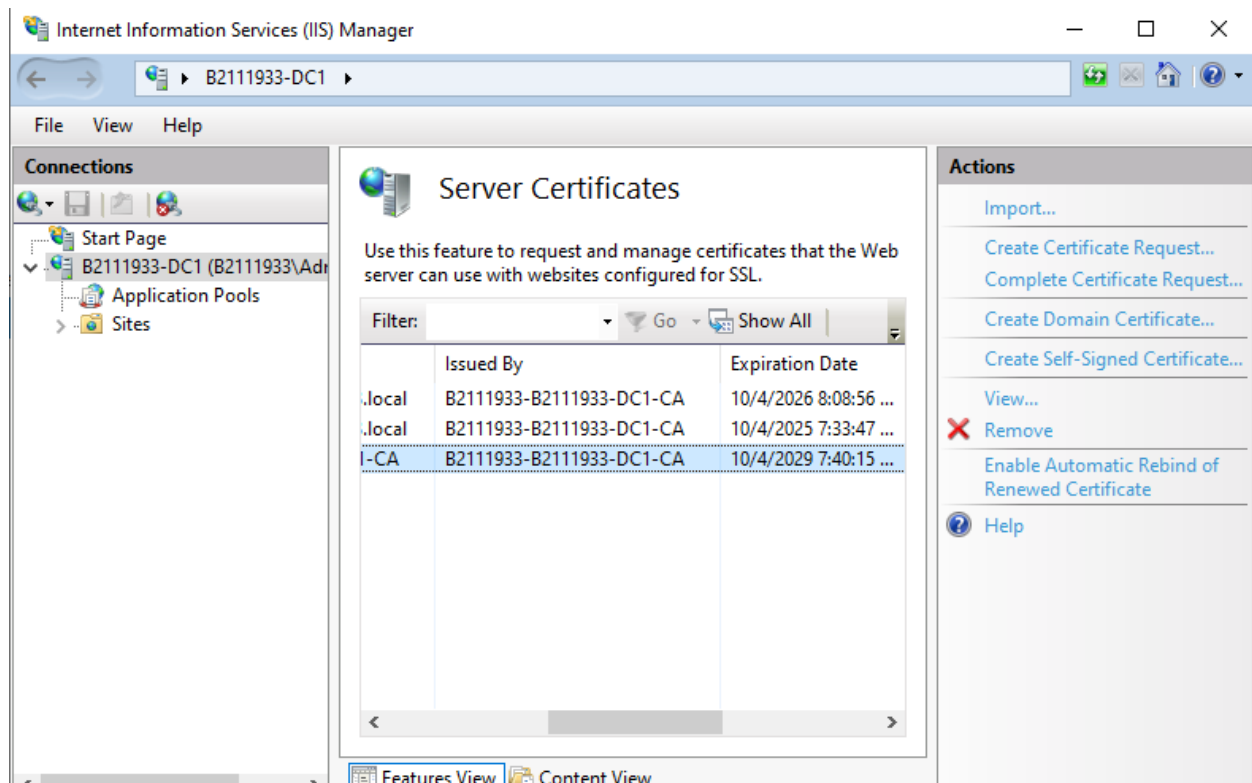 Internet Information Services (IIS) Manager
B2111933-DC1
File View Help
Connections
Start Page
B2111933-DC1 (B2111933\Adr
Application Pools
Sites
Server Certificates
Use this feature to request and manage certificates that the Web
server can use with websites configured for SSL.
Filter: Go Show All
Issued By Expiration Date
.local B2111933-B2111933-DC1-CA 10/4/2026 8:08:56 ...
.local B2111933-B2111933-DC1-CA 10/4/2025 7:33:47 ...
l-CA B2111933-B2111933-DC1-CA 10/4/2029 7:40:15 ...
Features View Content View
Actions
Import...
Create Certificate Request...
Complete Certificate Request...
Create Domain Certificate...
Create Self-Signed Certificate...
View...
Remove
Enable Automatic Rebind of
Renewed Certificate
Help